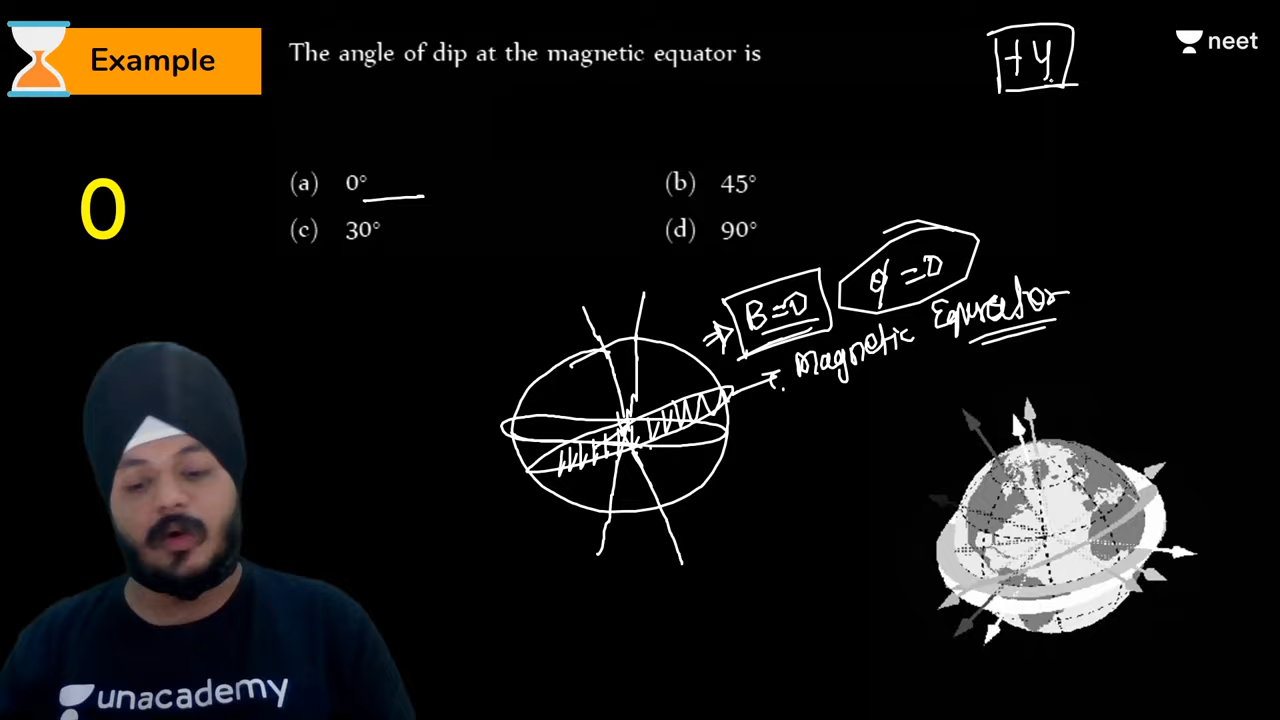 Example
The angle of dip at the magnetic equator is
+4
neet
0
(a) 0°
(b) 45°
(c) 30°
(d) 90°
⇒ B=0
ϕ=0
Magnetic Equator
unacademy